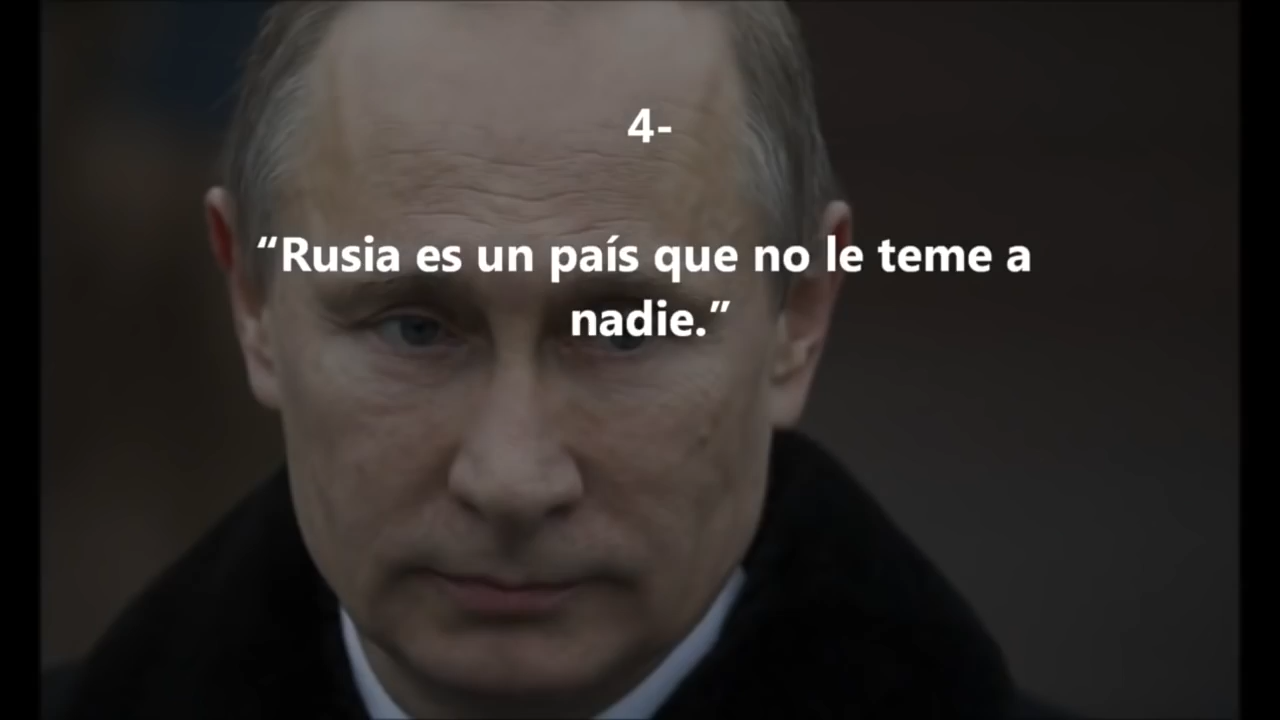 4-
“Rusia es un país que no le teme a
nadie.”